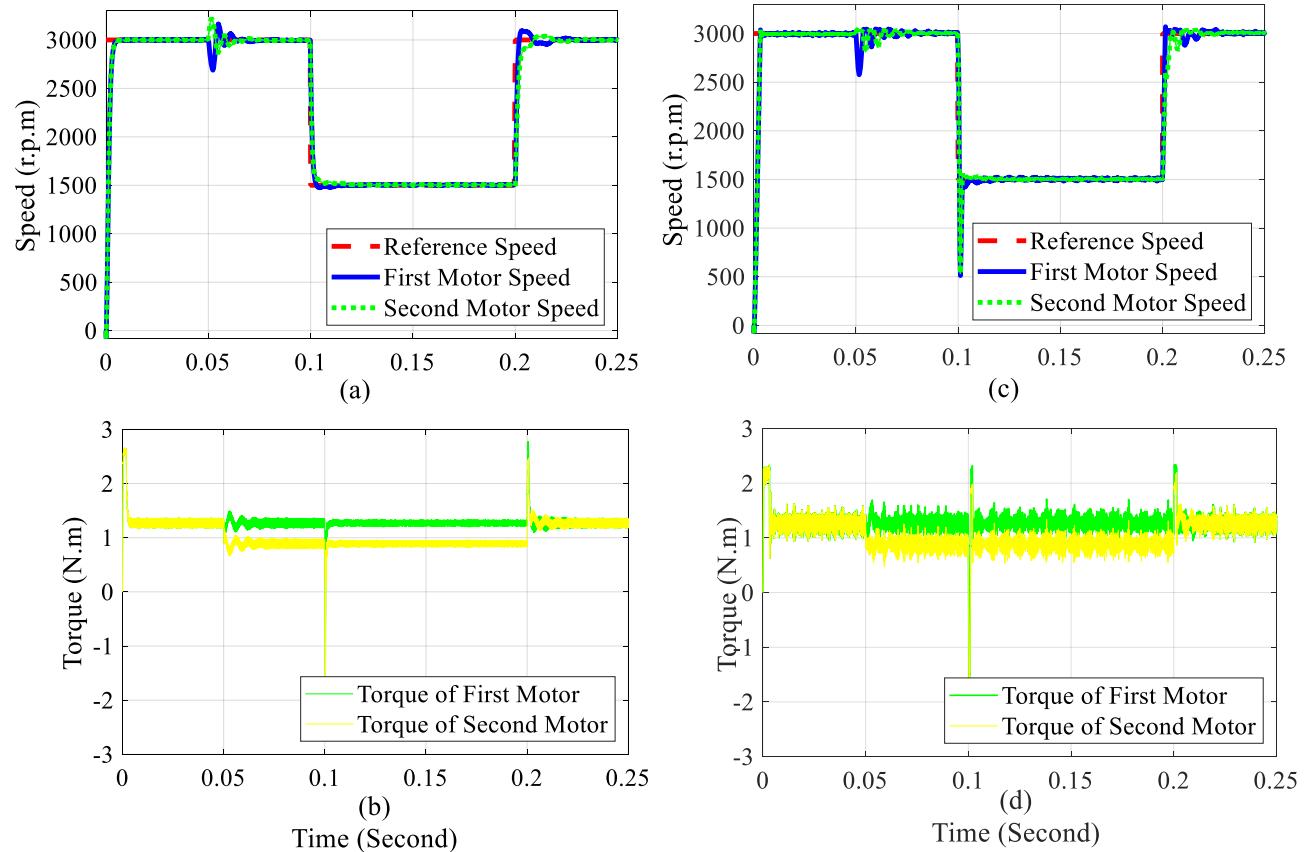 3000
2500
2000
1500
1000
500
0
Speed (r.p.m)
Reference Speed
First Motor Speed
Second Motor Speed
0 0.05 0.1 0.15 0.2 0.25
(a)
3000
2500
2000
1500
1000
500
0
Speed (r.p.m)
Reference Speed
First Motor Speed
Second Motor Speed
0 0.05 0.1 0.15 0.2 0.25
(c)
3
2
1
0
-1
-2
-3
Torque (N.m)
Torque of First Motor
Torque of Second Motor
0 0.05 0.1 0.15 0.2 0.25
(b)
Time (Second)
3
2
1
0
-1
-2
-3
Torque (N.m)
Torque of First Motor
Torque of Second Motor
0 0.05 0.1 0.15 0.2 0.25
(d)
Time (Second)